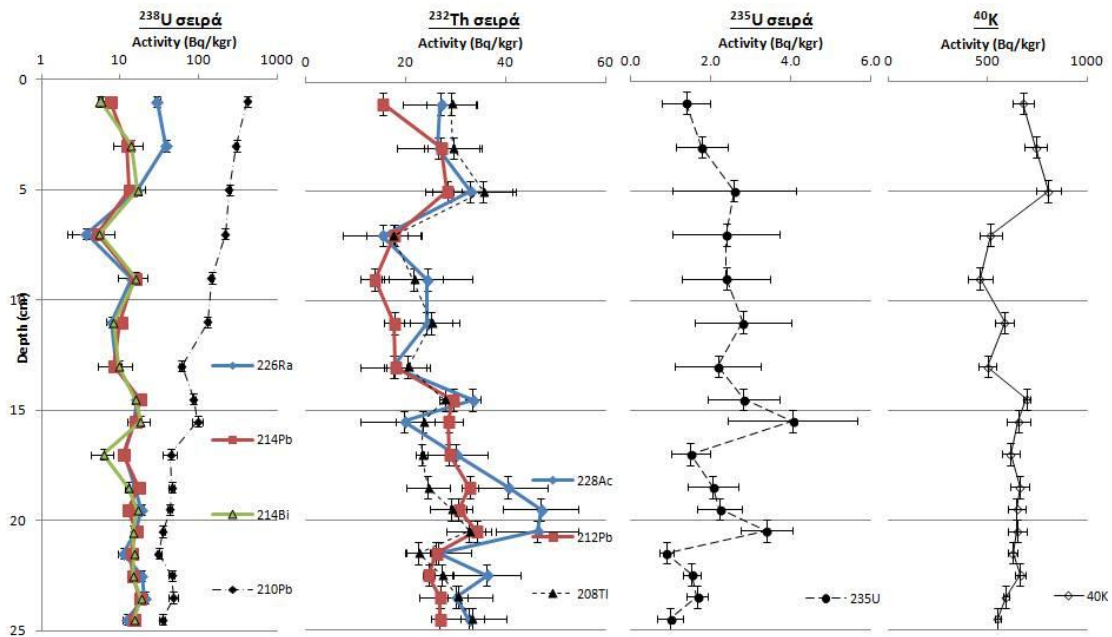 ²³⁸U σειρά
Activity (Bq/kgr)
1 10 100 1000
²³²Th σειρά
Activity (Bq/kgr)
0 20 40 60
²³⁵U σειρά
Activity (Bq/kgr)
0.0 2.0 4.0 6.0
⁴⁰K
Activity (Bq/kgr)
0 500 1000
0
5
10
15
20
25
Depth (cm)
226Ra
214Pb
214Bi
210Pb
228Ac
212Pb
208Tl
235U
40K